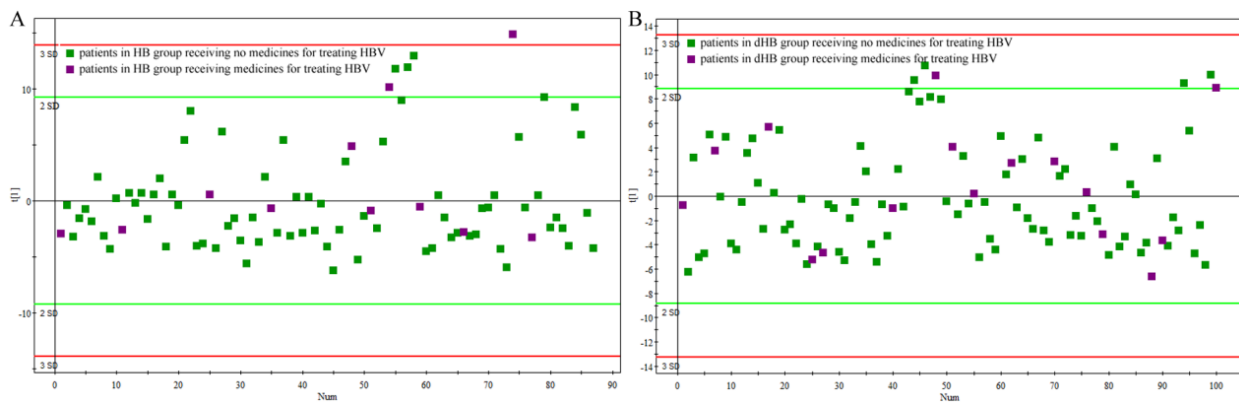 A
3 SD
patients in HB group receiving no medicines for treating HBV
patients in HB group receiving medicines for treating HBV
10
2 SD
t[1]
0
-10
2 SD
3 SD
0 10 20 30 40 50 60 70 80 90
Num
B
14
12
10
8
6
4
2
0
-2
-4
-6
-8
-10
-12
-14
3 SD
patients in dHB group receiving no medicines for treating HBV
patients in dHB group receiving medicines for treating HBV
2 SD
t[1]
2 SD
3 SD
0 10 20 30 40 50 60 70 80 90 100
Num